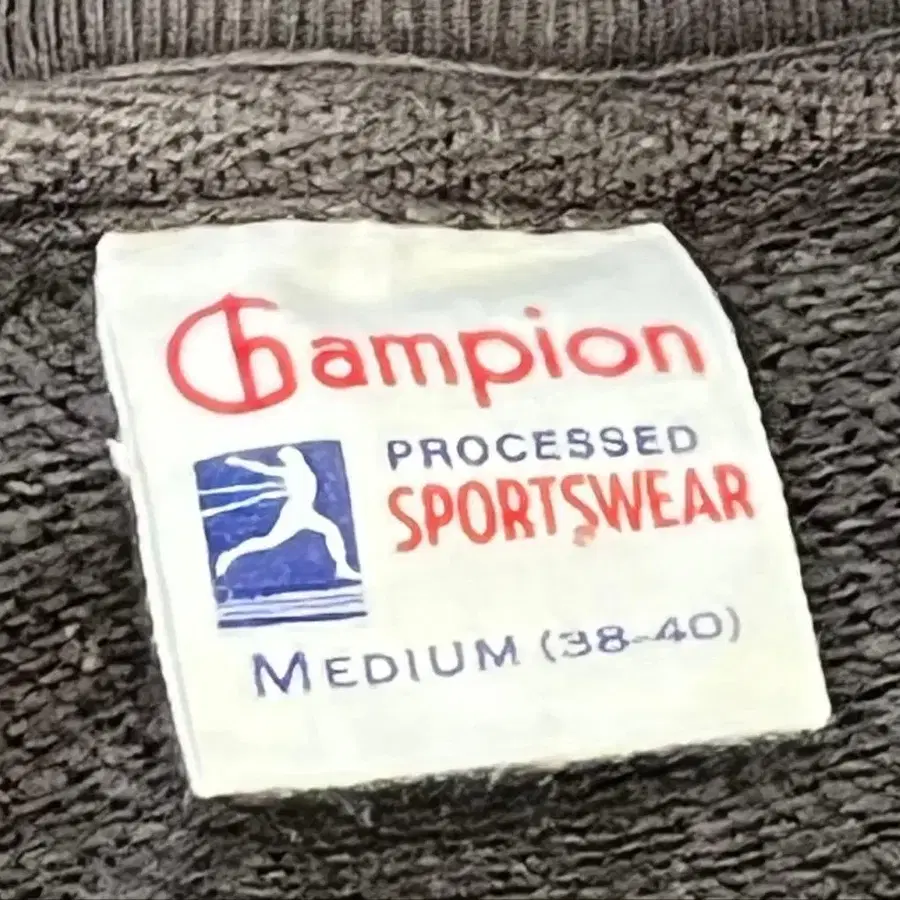 Champion
PROCESSED
SPORTSWEAR
MEDIUM (38-40)